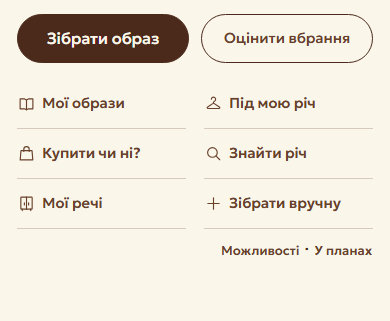 Зібрати образ
Оцінити вбрання
Мої образи
Під мою річ
Купити чи ні?
Знайти річ
Мої речі
Зібрати вручну
Можливості · У планах